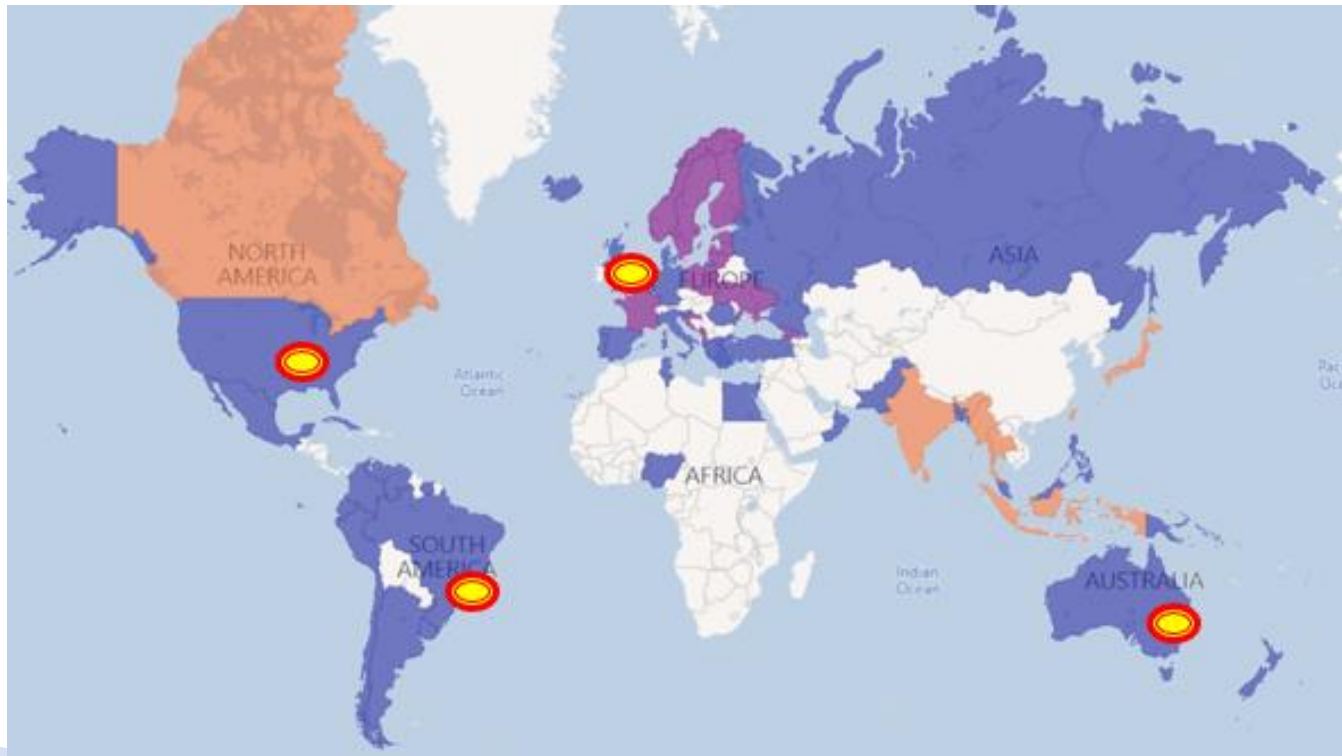 NORTH
AMERICA
EUROPE
ASIA
Atlantic
Ocean
AFRICA
SOUTH
AMERICA
Indian
Ocean
AUSTRALIA